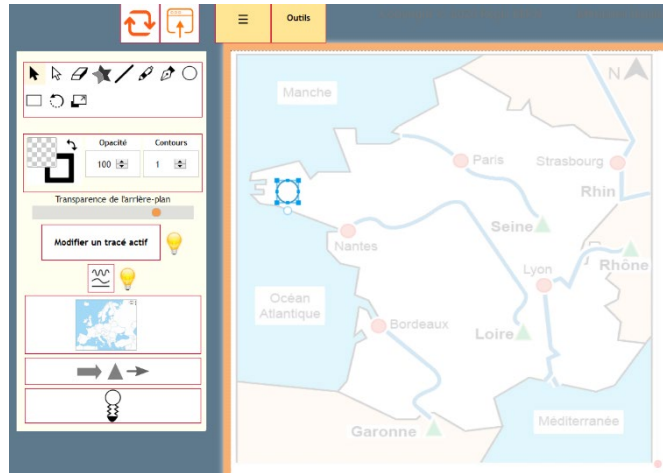 ☰ Outils
Opacité Contours
100 1
Transparence de l'arrière-plan
Modifier un tracé actif
N
Manche
Paris
Strasbourg
Rhin
Seine
Nantes
Lyon
Rhône
Océan
Atlantique
Bordeaux
Loire
Méditerranée
Garonne